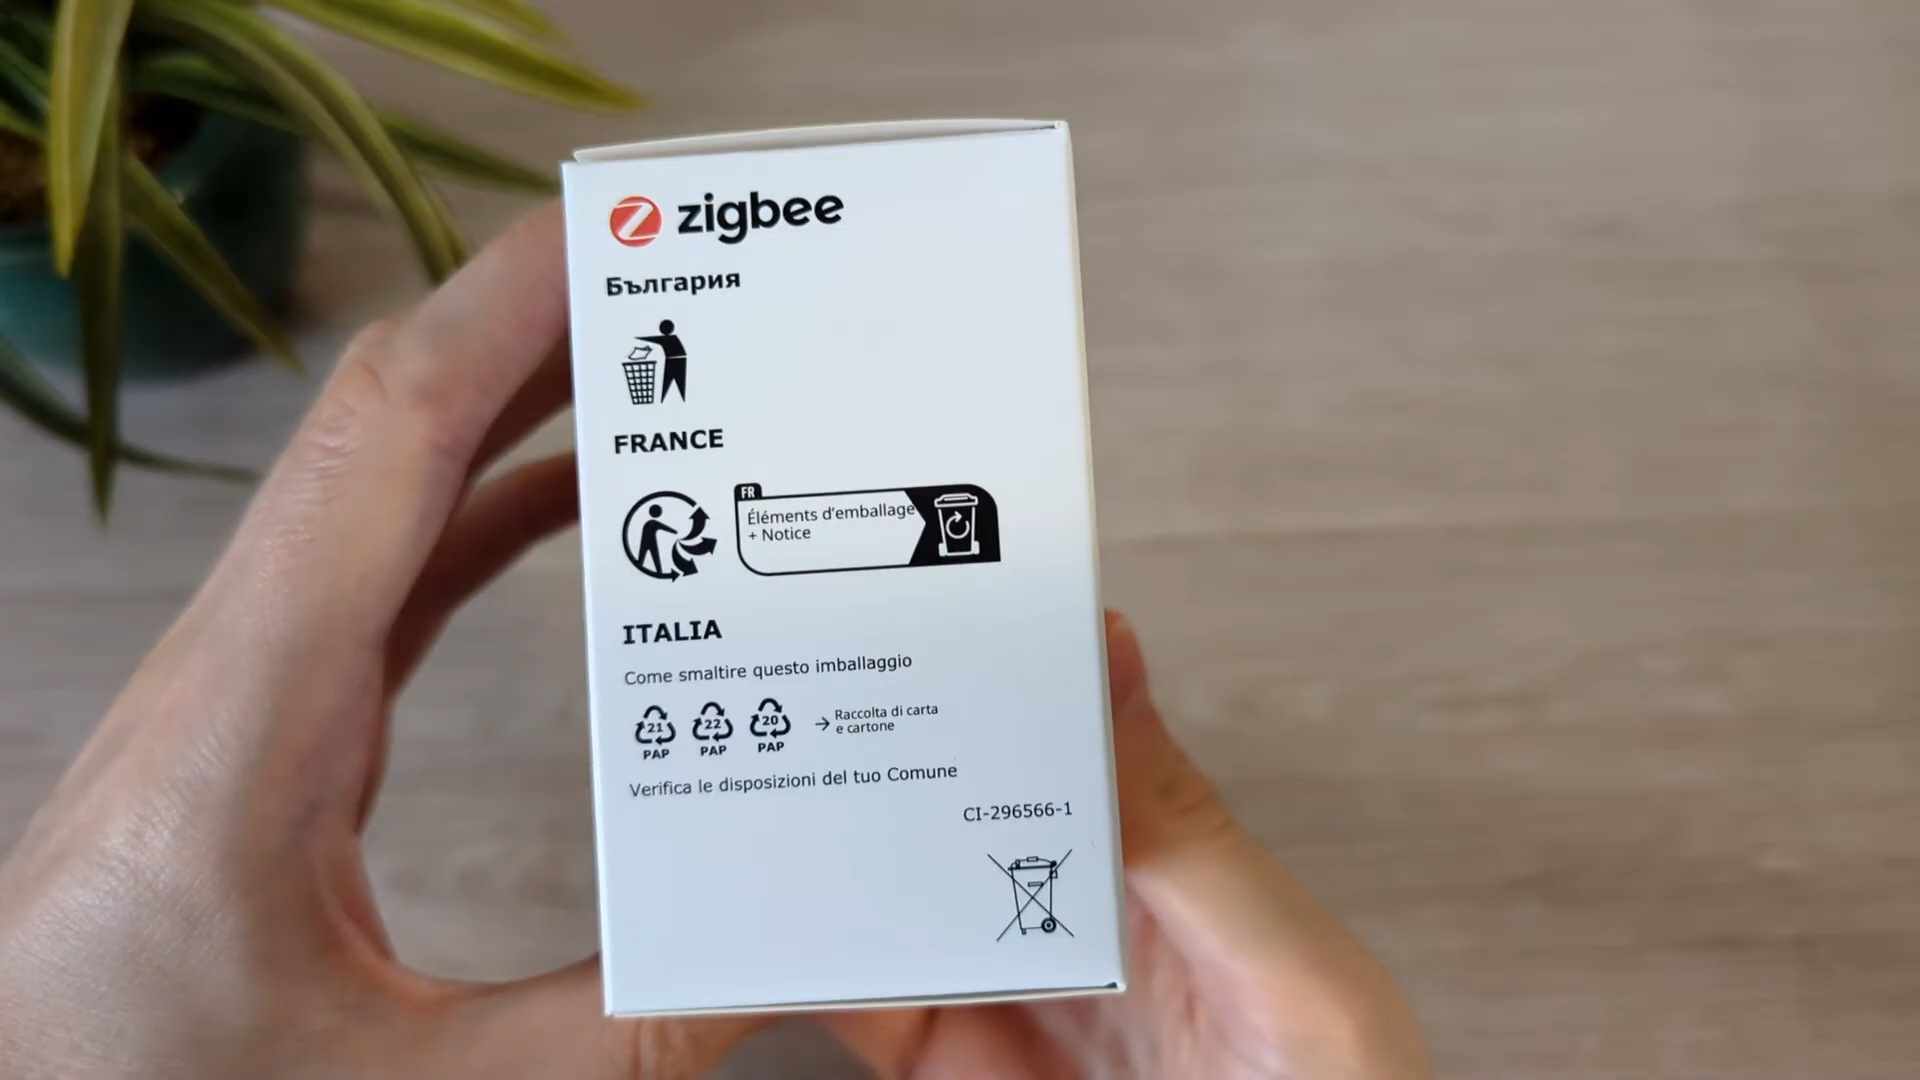 zigbee
България
FRANCE
FR
Éléments d'emballage
+ Notice
ITALIA
Come smaltire questo imballaggio
21 22 20
PAP PAP PAP
→ Raccolta di carta
e cartone
Verifica le disposizioni del tuo Comune
CI-296566-1